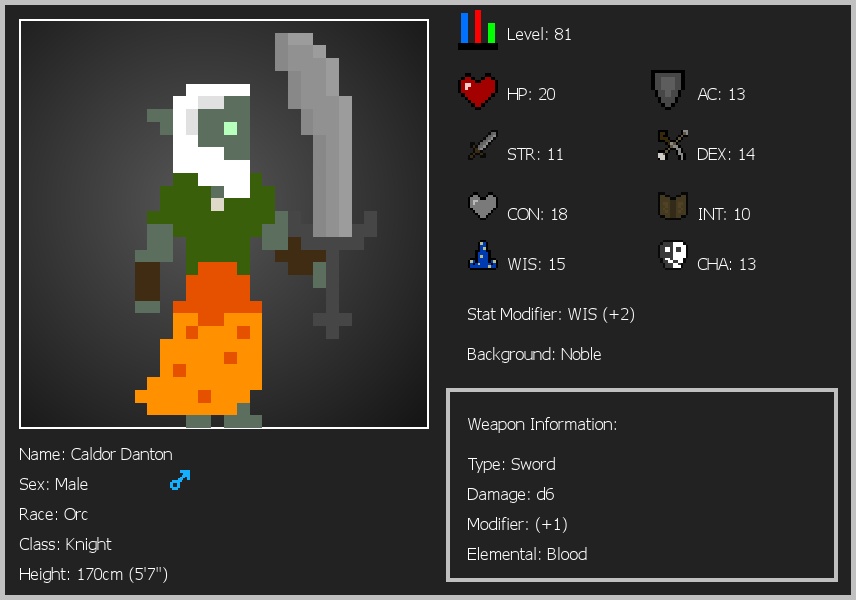 Level: 81
HP: 20
AC: 13
STR: 11
DEX: 14
CON: 18
INT: 10
WIS: 15
CHA: 13
Stat Modifier: WIS (+2)
Background: Noble
Weapon Information:
Type: Sword
Damage: d6
Modifier: (+1)
Elemental: Blood
Name: Caldor Danton
Sex: Male
Race: Orc
Class: Knight
Height: 170cm (5'7")